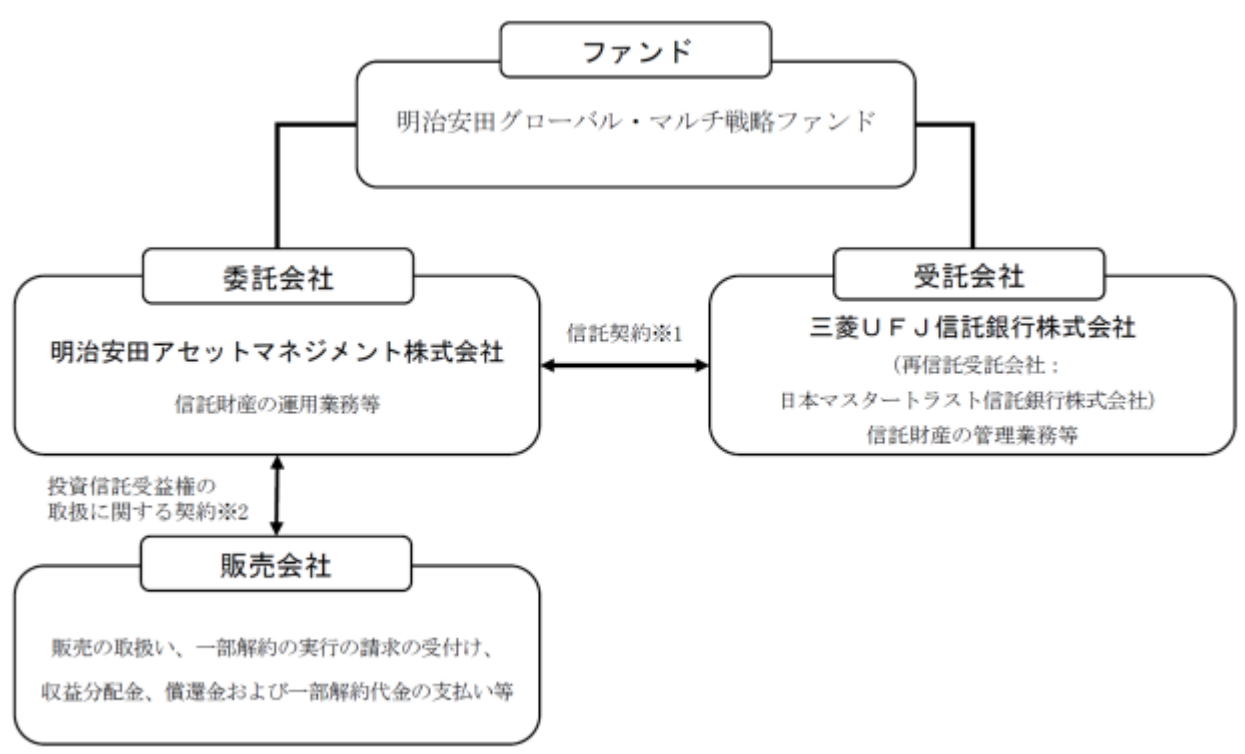 ファンド
明治安田グローバル・マルチ戦略ファンド
委託会社
明治安田アセットマネジメント株式会社
信託財産の運用業務等
信託契約※1
受託会社
三菱ＵＦＪ信託銀行株式会社
（再信託受託会社：
日本マスタートラスト信託銀行株式会社）
信託財産の管理業務等
投資信託受益権の
取扱に関する契約※2
販売会社
販売の取扱い、一部解約の実行の請求の受付け、
収益分配金、償還金および一部解約代金の支払い等